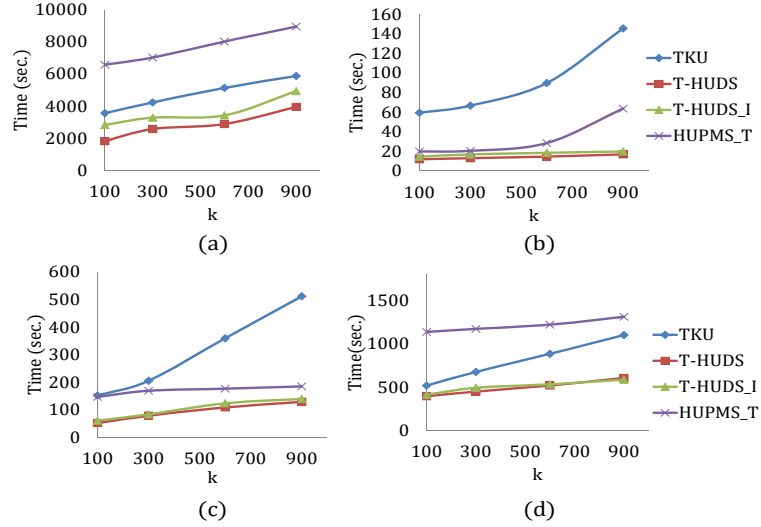 10000
8000
6000
4000
2000
0
Time (sec.)
100 300 500 700 900
k
(a)
160
140
120
100
80
60
40
20
0
Time (sec.)
100 300 500 700 900
k
(b)
TKU
T-HUDS
T-HUDS_I
HUPMS_T
600
500
400
300
200
100
0
Time (sec.)
100 300 500 700 900
k
(c)
1500
1000
500
0
Time(sec.)
100 300 500 700 900
k
(d)
TKU
T-HUDS
T-HUDS_I
HUPMS_T